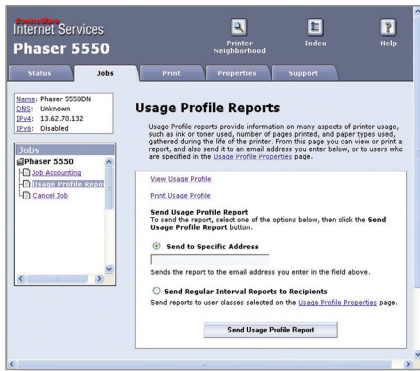 CentreWare
Internet Services
Phaser 5550
Printer Neighborhood
Index
Help
Status
Jobs
Print
Properties
Support
Name: Phaser 5550DN
DNS: Unknown
IPv4: 13.62.70.132
IPv6: Disabled
Jobs
Phaser 5550
Job Accounting
Usage Profile Repo
Cancel Job
Usage Profile Reports
Usage Profile reports provide information on many aspects of printer usage,
such as ink or toner used, number of pages printed, and paper types used,
gathered during the life of the printer. From this page you can view or print a
report, and also send it to an email address you enter below, or to users who
are specified in the Usage Profile Properties page.
View Usage Profile
Print Usage Profile
Send Usage Profile Report
To send the report, select one of the options below, then click the Send
Usage Profile Report button.
Send to Specific Address
Sends the report to the email address you enter in the field above.
Send Regular Interval Reports to Recipients
Send reports to user classes selected on the Usage Profile Properties page.
Send Usage Profile Report